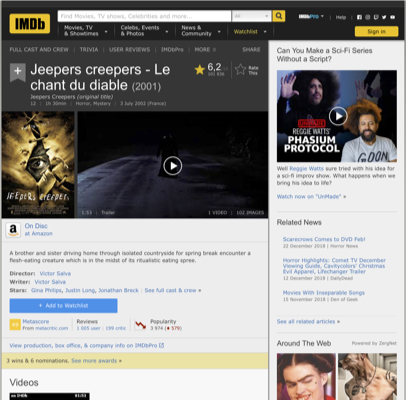 IMDb
Find Movies, TV shows, Celebrities and more...
All
Movies, TV & Showtimes
Celebs, Events & Photos
News & Community
Watchlist
IMDbPro
Help
Sign in
FULL CAST AND CREW | TRIVIA | USER REVIEWS | IMDbPro | MORE
SHARE
Jeepers creepers - Le chant du diable (2001)
6,2
Rate This
Jeepers Creepers (original title)
12 | 1h 30min | Horror, Mystery | 3 July 2002 (France)
JEEPERS CREEPERS
1:33 | Trailer
1 VIDEO | 102 IMAGES
On Disc
at Amazon
A brother and sister driving home through isolated countryside for spring break encounter a
flesh-eating creature which is in the midst of its ritualistic eating spree.
Director: Victor Salva
Writer: Victor Salva
Stars: Gina Philips, Justin Long, Jonathan Breck | See full cast & crew »
+ Add to Watchlist
Metascore
From metacritic.com
Reviews
1 005 user | 199 critic
Popularity
3 974 (579)
View production, box office, & company info on IMDbPro
3 wins & 6 nominations. See more awards »
Videos
Can You Make a Sci-Fi Series
Without a Script?
REGGIE WATTS'
PHASIUM
PROTOCOL
Well Reggie Watts sure tried with his idea for
a sci-fi improv show. What happens when we
bring his idea to life?
Watch now on "UnMade" »
Related News
Scarecrows Comes to DVD Feb!
22 December 2018 | Horror News
Horror Highlights: Comet TV December
Viewing Guide, Cavitycolors' Christmas
Evil Apparel, Lifechanger Trailer
12 December 2018 | DailyDead
Movies With Inseparable Songs
15 November 2018 | Den of Geek
See all related articles »
Around The Web
Powered by ZergNet